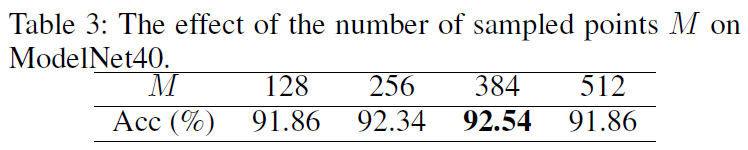 Table 3: The effect of the number of sampled points M on
ModelNet40.
M 128 256 384 512
Acc (%) 91.86 92.34 92.54 91.86